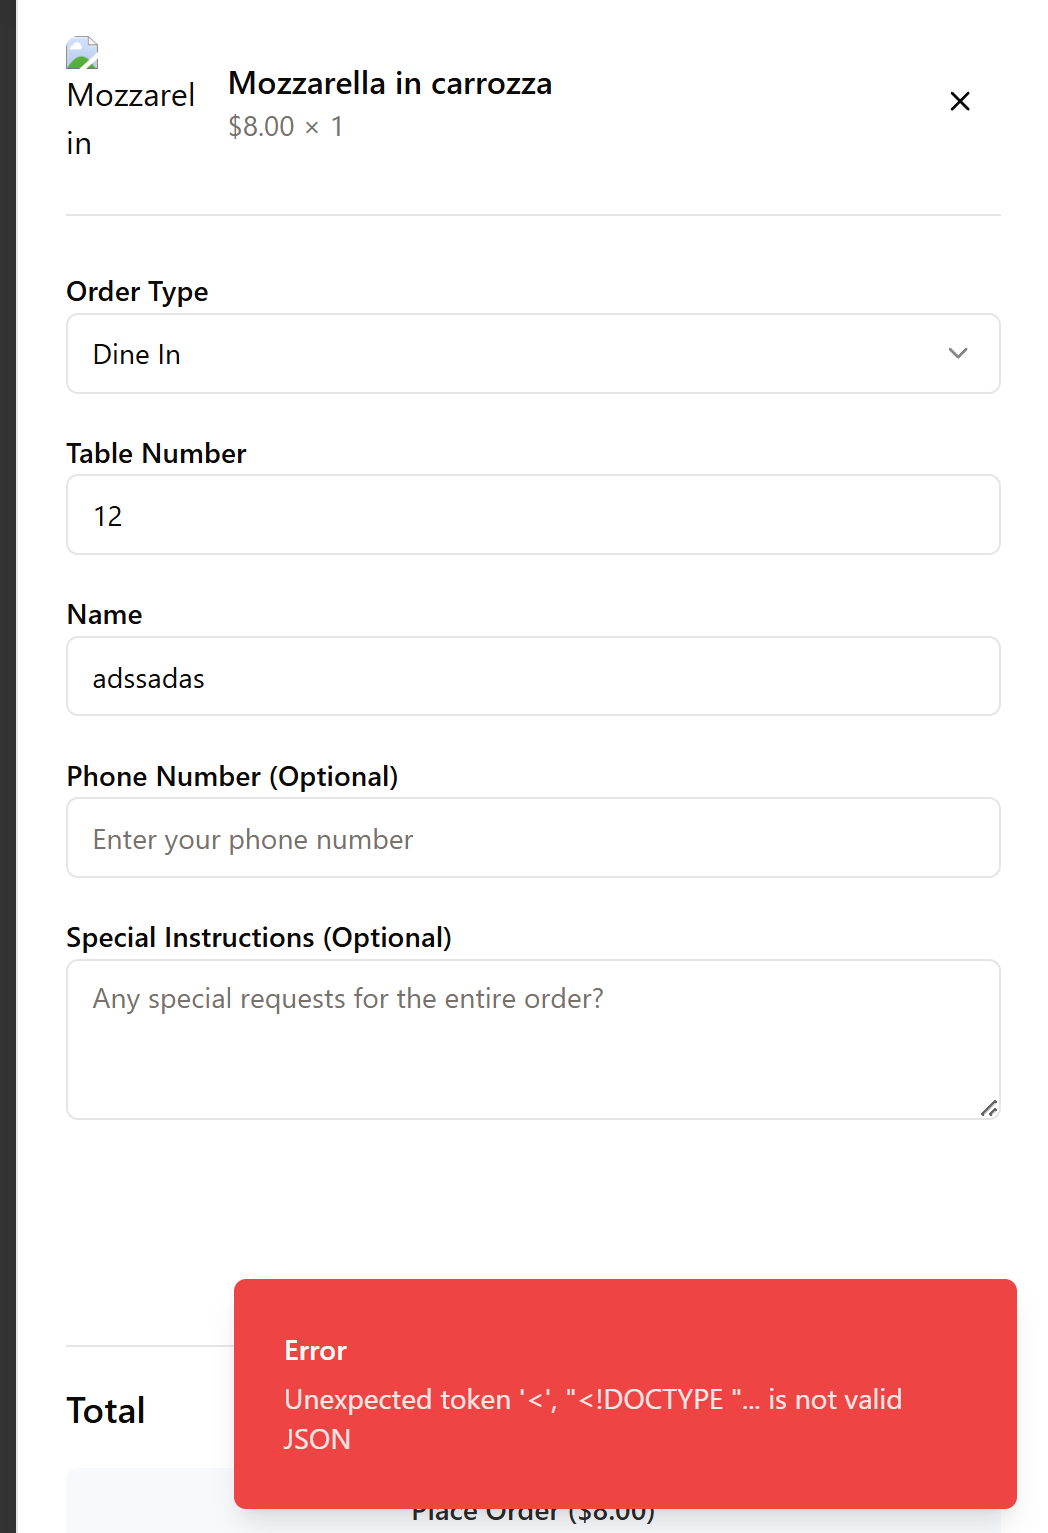 Mozzarel
in
Mozzarella in carrozza
$8.00 × 1
Order Type
Dine In
Table Number
12
Name
adssadas
Phone Number (Optional)
Enter your phone number
Special Instructions (Optional)
Any special requests for the entire order?
Error
Unexpected token '<', "<!DOCTYPE "... is not valid
JSON
Total
Place Order ($8.00)